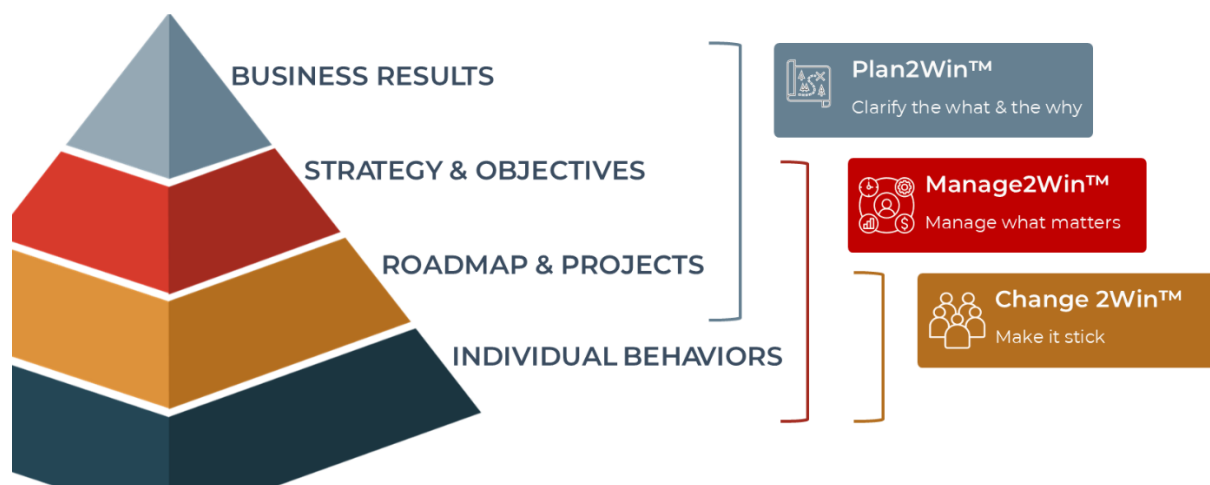 BUSINESS RESULTS
STRATEGY & OBJECTIVES
ROADMAP & PROJECTS
INDIVIDUAL BEHAVIORS
Plan2Win™
Clarify the what & the why
Manage2Win™
Manage what matters
Change 2Win™
Make it stick